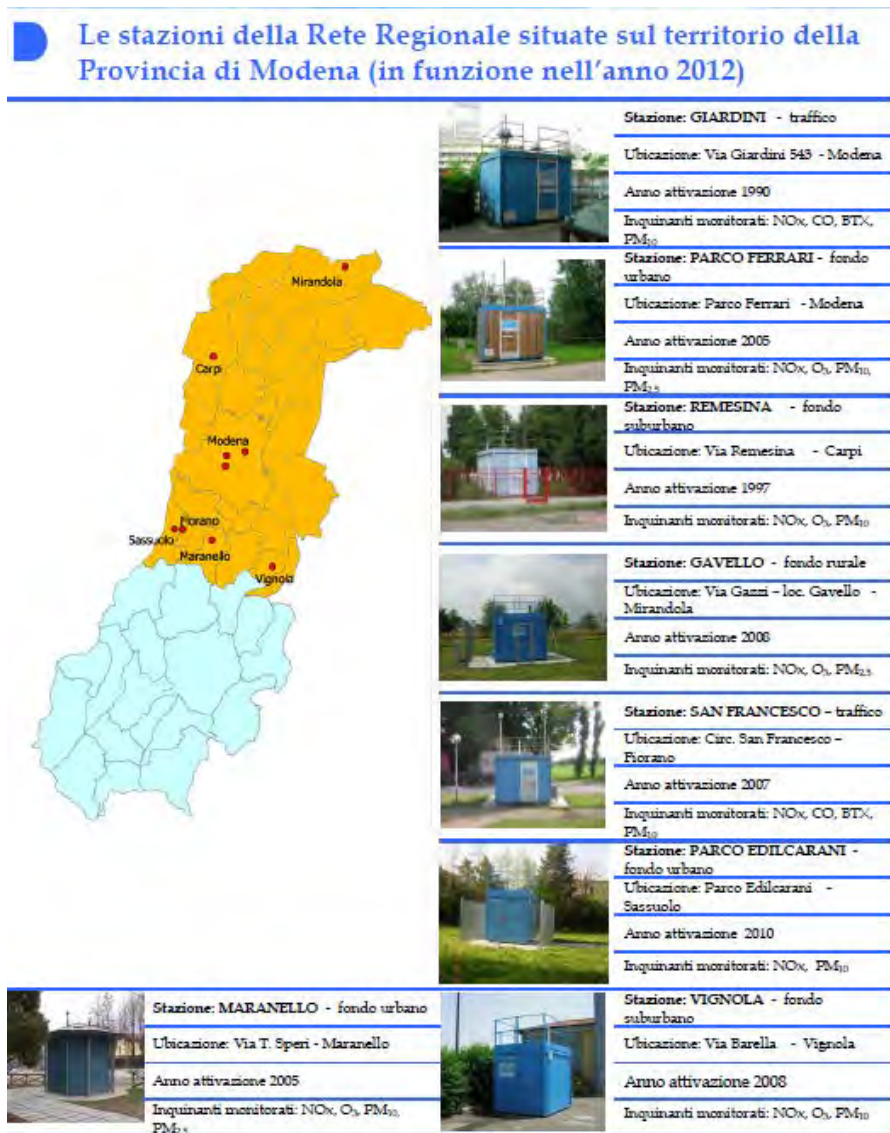 Le stazioni della Rete Regionale situate sul territorio della
Provincia di Modena (in funzione nell'anno 2012)
Mirandola
Carpi
Modena
Fiorano
Sassuolo
Maranello
Vignola
Stazione: GIARDINI - traffico
Ubicazione: Via Giardini 543 - Modena
Anno attivazione 1990
Inquinanti monitorati: NOx, CO, BTX,
PM10
Stazione: PARCO FERRARI - fondo
urbano
Ubicazione: Parco Ferrari - Modena
Anno attivazione 2005
Inquinanti monitorati: NOx, O3, PM10,
PM2.5
Stazione: REMESINA - fondo
suburbano
Ubicazione: Via Remesina - Carpi
Anno attivazione 1997
Inquinanti monitorati: NOx, O3, PM10
Stazione: GAVELLO - fondo rurale
Ubicazione: Via Gazzi – loc. Gavello -
Mirandola
Anno attivazione 2008
Inquinanti monitorati: NOx, O3, PM2.5
Stazione: SAN FRANCESCO – traffico
Ubicazione: Circ. San Francesco –
Fiorano
Anno attivazione 2007
Inquinanti monitorati: NOx, CO, BTX,
PM10
Stazione: PARCO EDILCARANI -
fondo urbano
Ubicazione: Parco Edilcarani -
Sassuolo
Anno attivazione 2010
Inquinanti monitorati: NOx, PM10
Stazione: MARANELLO - fondo urbano
Ubicazione: Via T. Speri - Maranello
Anno attivazione 2005
Inquinanti monitorati: NOx, O3, PM10,
PM2.5
Stazione: VIGNOLA - fondo
suburbano
Ubicazione: Via Barella - Vignola
Anno attivazione 2008
Inquinanti monitorati: NOx, O3, PM10